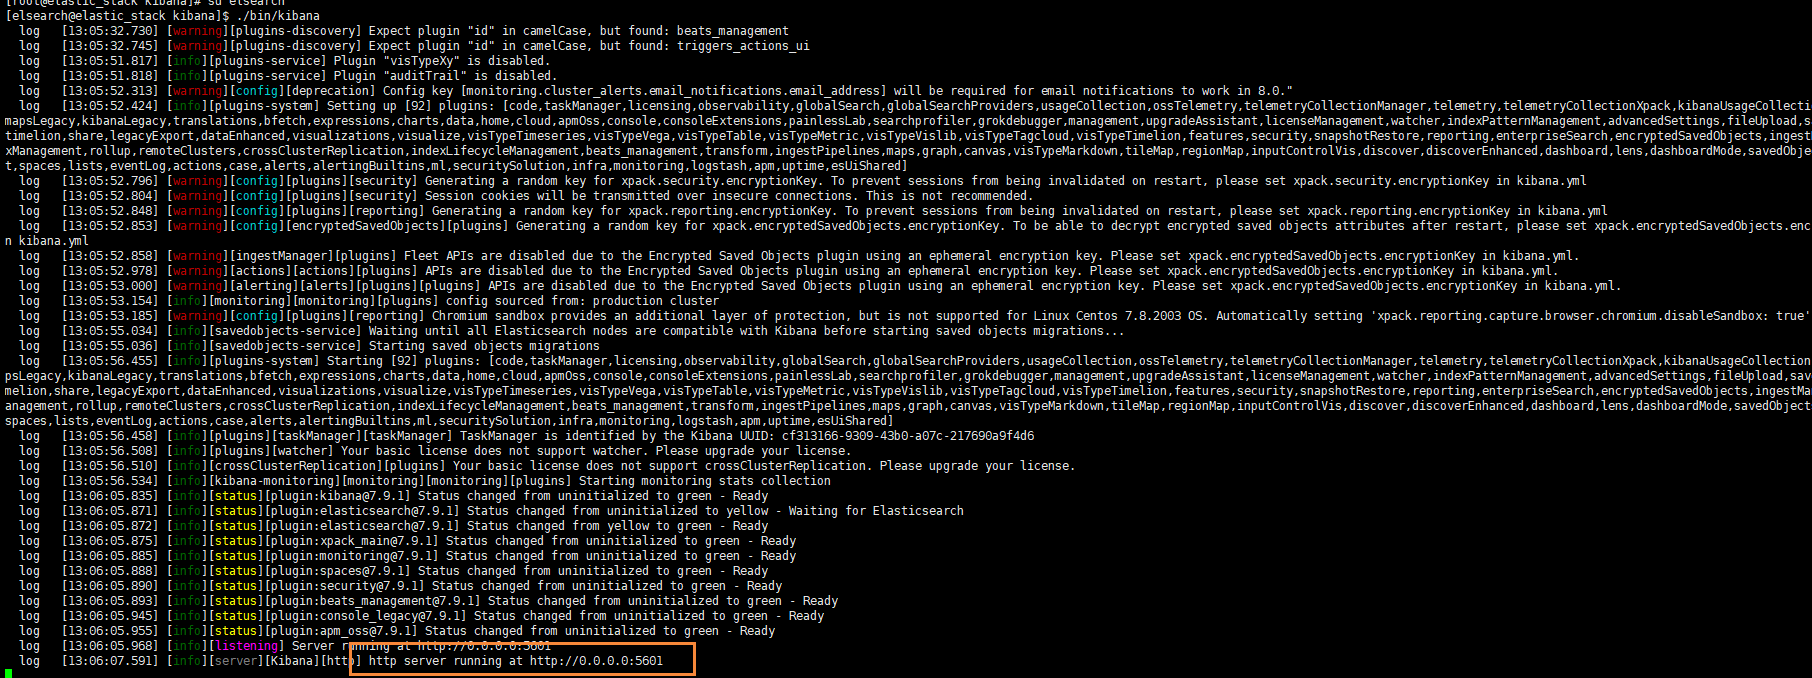 [root@elastic_stack kibana]# su elsearch
[elsearch@elastic_stack kibana]$ ./bin/kibana
log [13:05:32.730] [warning][plugins-discovery] Expect plugin "id" in camelCase, but found: beats_management
log [13:05:32.745] [warning][plugins-discovery] Expect plugin "id" in camelCase, but found: triggers_actions_ui
log [13:05:51.817] [info][plugins-service] Plugin "visTypeXy" is disabled.
log [13:05:51.818] [info][plugins-service] Plugin "auditTrail" is disabled.
log [13:05:52.313] [warning][config][deprecation] Config key [monitoring.cluster_alerts.email_notifications.email_address] will be required for email notifications to work in 8.0."
log [13:05:52.424] [info][plugins-system] Setting up [92] plugins: [code,taskManager,licensing,observability,globalSearch,globalSearchProviders,usageCollection,ossTelemetry,telemetryCollectionManager,telemetry,telemetryCollectionXpack,kibanaUsageCollecti
mapsLegacy,kibanaLegacy,translations,bfetch,expressions,charts,data,home,cloud,apmOss,console,consoleExtensions,painlessLab,searchprofiler,grokdebugger,management,upgradeAssistant,licenseManagement,watcher,indexPatternManagement,advancedSettings,fileUpload,s
timelion,share,legacyExport,dataEnhanced,visualizations,visualize,visTypeTimeseries,visTypeVega,visTypeTable,visTypeMetric,visTypeVislib,visTypeTagcloud,visTypeTimelion,features,security,snapshotRestore,reporting,enterpriseSearch,encryptedSavedObjects,ingest
xManagement,rollup,remoteClusters,crossClusterReplication,indexLifecycleManagement,beats_management,transform,ingestPipelines,maps,graph,canvas,visTypeMarkdown,tileMap,regionMap,inputControlVis,discover,discoverEnhanced,dashboard,lens,dashboardMode,savedObje
t,spaces,lists,eventLog,actions,case,alerts,alertingBuiltins,ml,securitySolution,infra,monitoring,logstash,apm,uptime,esUiShared]
log [13:05:52.796] [warning][config][plugins][security] Generating a random key for xpack.security.encryptionKey. To prevent sessions from being invalidated on restart, please set xpack.security.encryptionKey in kibana.yml
log [13:05:52.804] [warning][config][plugins][security] Session cookies will be transmitted over insecure connections. This is not recommended.
log [13:05:52.848] [warning][config][plugins][reporting] Generating a random key for xpack.reporting.encryptionKey. To prevent sessions from being invalidated on restart, please set xpack.reporting.encryptionKey in kibana.yml
log [13:05:52.853] [warning][config][encryptedSavedObjects][plugins] Generating a random key for xpack.encryptedSavedObjects.encryptionKey. To be able to decrypt encrypted saved objects attributes after restart, please set xpack.encryptedSavedObjects.enc
n kibana.yml
log [13:05:52.858] [warning][ingestManager][plugins] Fleet APIs are disabled due to the Encrypted Saved Objects plugin using an ephemeral encryption key. Please set xpack.encryptedSavedObjects.encryptionKey in kibana.yml.
log [13:05:52.978] [warning][actions][actions][plugins] APIs are disabled due to the Encrypted Saved Objects plugin using an ephemeral encryption key. Please set xpack.encryptedSavedObjects.encryptionKey in kibana.yml.
log [13:05:53.000] [warning][alerting][alerts][plugins][plugins] APIs are disabled due to the Encrypted Saved Objects plugin using an ephemeral encryption key. Please set xpack.encryptedSavedObjects.encryptionKey in kibana.yml.
log [13:05:53.154] [info][monitoring][monitoring][plugins] config sourced from: production cluster
log [13:05:53.185] [warning][config][plugins][reporting] Chromium sandbox provides an additional layer of protection, but is not supported for Linux Centos 7.8.2003 OS. Automatically setting 'xpack.reporting.capture.browser.chromium.disableSandbox: true'
log [13:05:55.034] [info][savedobjects-service] Waiting until all Elasticsearch nodes are compatible with Kibana before starting saved objects migrations...
log [13:05:55.036] [info][savedobjects-service] Starting saved objects migrations
log [13:05:56.455] [info][plugins-system] Starting [92] plugins: [code,taskManager,licensing,observability,globalSearch,globalSearchProviders,usageCollection,ossTelemetry,telemetryCollectionManager,telemetry,telemetryCollectionXpack,kibanaUsageCollection
psLegacy,kibanaLegacy,translations,bfetch,expressions,charts,data,home,cloud,apmOss,console,consoleExtensions,painlessLab,searchprofiler,grokdebugger,management,upgradeAssistant,licenseManagement,watcher,indexPatternManagement,advancedSettings,fileUpload,sav
melion,share,legacyExport,dataEnhanced,visualizations,visualize,visTypeTimeseries,visTypeVega,visTypeTable,visTypeMetric,visTypeVislib,visTypeTagcloud,visTypeTimelion,features,security,snapshotRestore,reporting,enterpriseSearch,encryptedSavedObjects,ingestMa
anagement,rollup,remoteClusters,crossClusterReplication,indexLifecycleManagement,beats_management,transform,ingestPipelines,maps,graph,canvas,visTypeMarkdown,tileMap,regionMap,inputControlVis,discover,discoverEnhanced,dashboard,lens,dashboardMode,savedObject
spaces,lists,eventLog,actions,case,alerts,alertingBuiltins,ml,securitySolution,infra,monitoring,logstash,apm,uptime,esUiShared]
log [13:05:56.458] [info][plugins][taskManager][taskManager] TaskManager is identified by the Kibana UUID: cf313166-9309-43b0-a07c-217690a9f4d6
log [13:05:56.508] [info][plugins][watcher] Your basic license does not support watcher. Please upgrade your license.
log [13:05:56.510] [info][crossClusterReplication][plugins] Your basic license does not support crossClusterReplication. Please upgrade your license.
log [13:05:56.534] [info][kibana-monitoring][monitoring][monitoring][plugins] Starting monitoring stats collection
log [13:06:05.835] [info][status][plugin:kibana@7.9.1] Status changed from uninitialized to green - Ready
log [13:06:05.871] [info][status][plugin:elasticsearch@7.9.1] Status changed from uninitialized to yellow - Waiting for Elasticsearch
log [13:06:05.872] [info][status][plugin:elasticsearch@7.9.1] Status changed from yellow to green - Ready
log [13:06:05.875] [info][status][plugin:xpack_main@7.9.1] Status changed from uninitialized to green - Ready
log [13:06:05.885] [info][status][plugin:monitoring@7.9.1] Status changed from uninitialized to green - Ready
log [13:06:05.888] [info][status][plugin:spaces@7.9.1] Status changed from uninitialized to green - Ready
log [13:06:05.890] [info][status][plugin:security@7.9.1] Status changed from uninitialized to green - Ready
log [13:06:05.893] [info][status][plugin:beats_management@7.9.1] Status changed from uninitialized to green - Ready
log [13:06:05.945] [info][status][plugin:console_legacy@7.9.1] Status changed from uninitialized to green - Ready
log [13:06:05.955] [info][status][plugin:apm_oss@7.9.1] Status changed from uninitialized to green - Ready
log [13:06:05.968] [info][listening] Server running at http://0.0.0.0:5601
log [13:06:07.591] [info][server][Kibana][http] http server running at http://0.0.0.0:5601